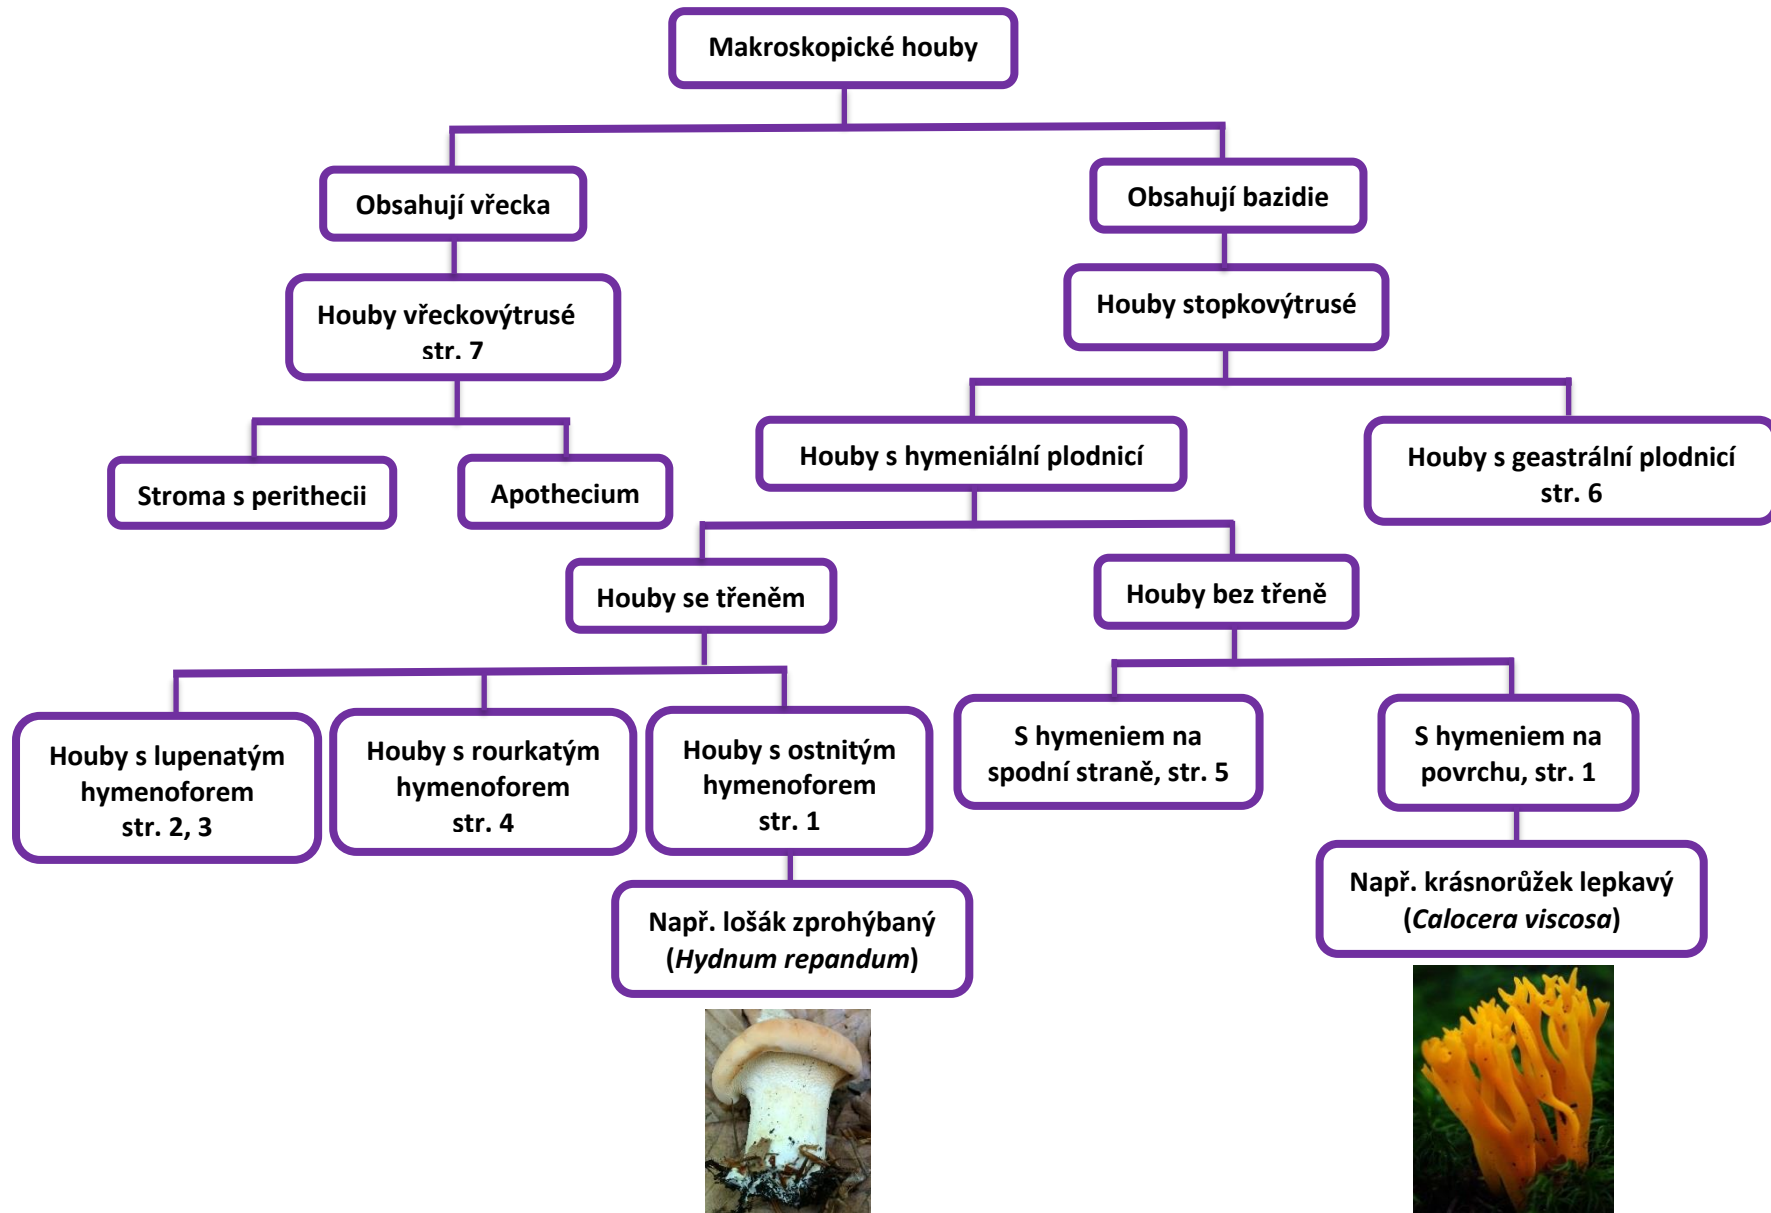 Makroskopické houby
Obsahují vřecka
Obsahují bazidie
Houby vřeckovýtrusé
str. 7
Houby stopkovýtrusé
Stroma s perithecii
Apothecium
Houby s hymeniální plodnicí
Houby s geastrální plodnicí
str. 6
Houby se třeněm
Houby bez třeně
Houby s lupenatým
hymenoforem
str. 2, 3
Houby s rourkatým
hymenoforem
str. 4
Houby s ostnitým
hymenoforem
str. 1
S hymeniem na
spodní straně, str. 5
S hymeniem na
povrchu, str. 1
Např. lošák zprohýbaný
(Hydnum repandum)
Např. krásnorůžek lepkavý
(Calocera viscosa)